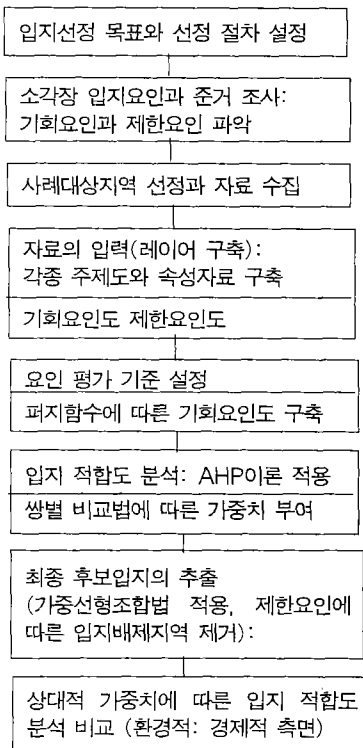 입지선정 목표와 선정 절차 설정
소각장 입지요인과 준거 조사:
기회요인과 제한요인 파악
사례대상지역 선정과 자료 수집
자료의 입력(레이어 구축):
각종 주제도와 속성자료 구축
기회요인도 제한요인도
요인 평가 기준 설정
퍼지함수에 따른 기회요인도 구축
입지 적합도 분석: AHP이론 적용
쌍별 비교법에 따른 가중치 부여
최종 후보입지의 추출
(가중선형조합법 적용, 제한요인에
따른 입지배제지역 제거):
상대적 가중치에 따른 입지 적합도
분석 비교 (환경적: 경제적 측면)